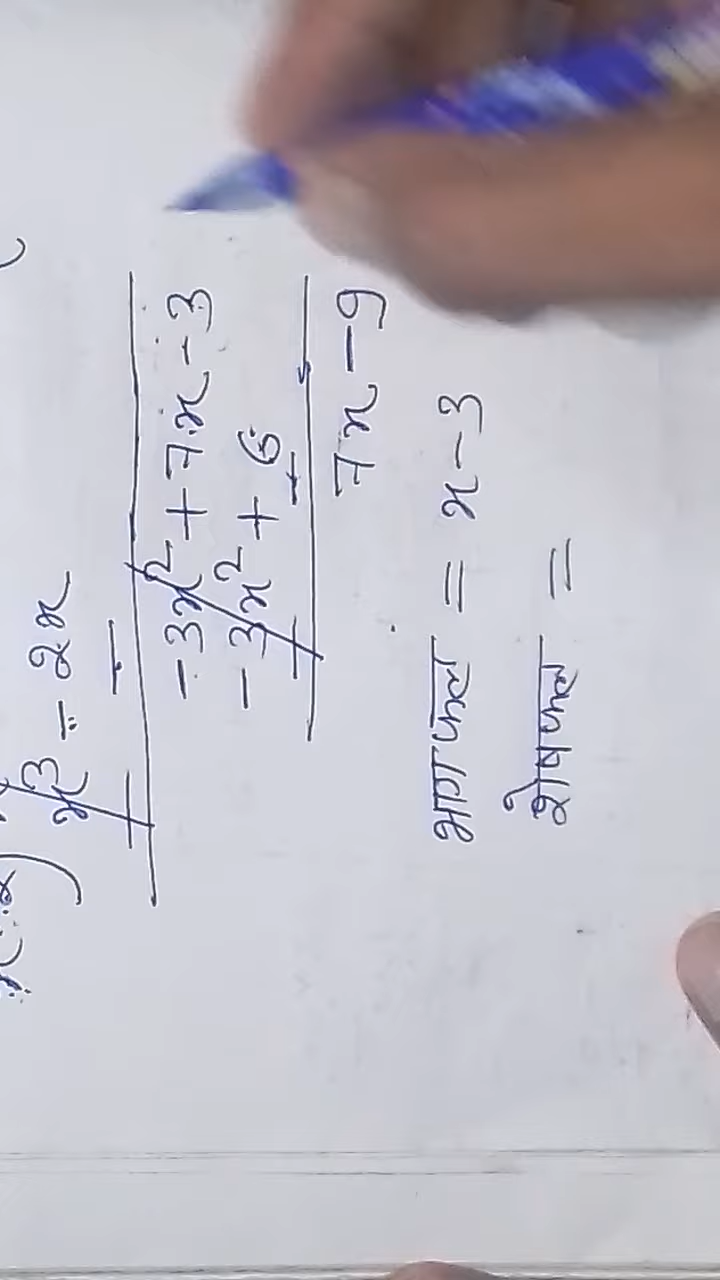 x³ - 2x
-3x² + 7x - 3
-3x² + 6
7x - 9
भागफल = x - 3
शेषफल =